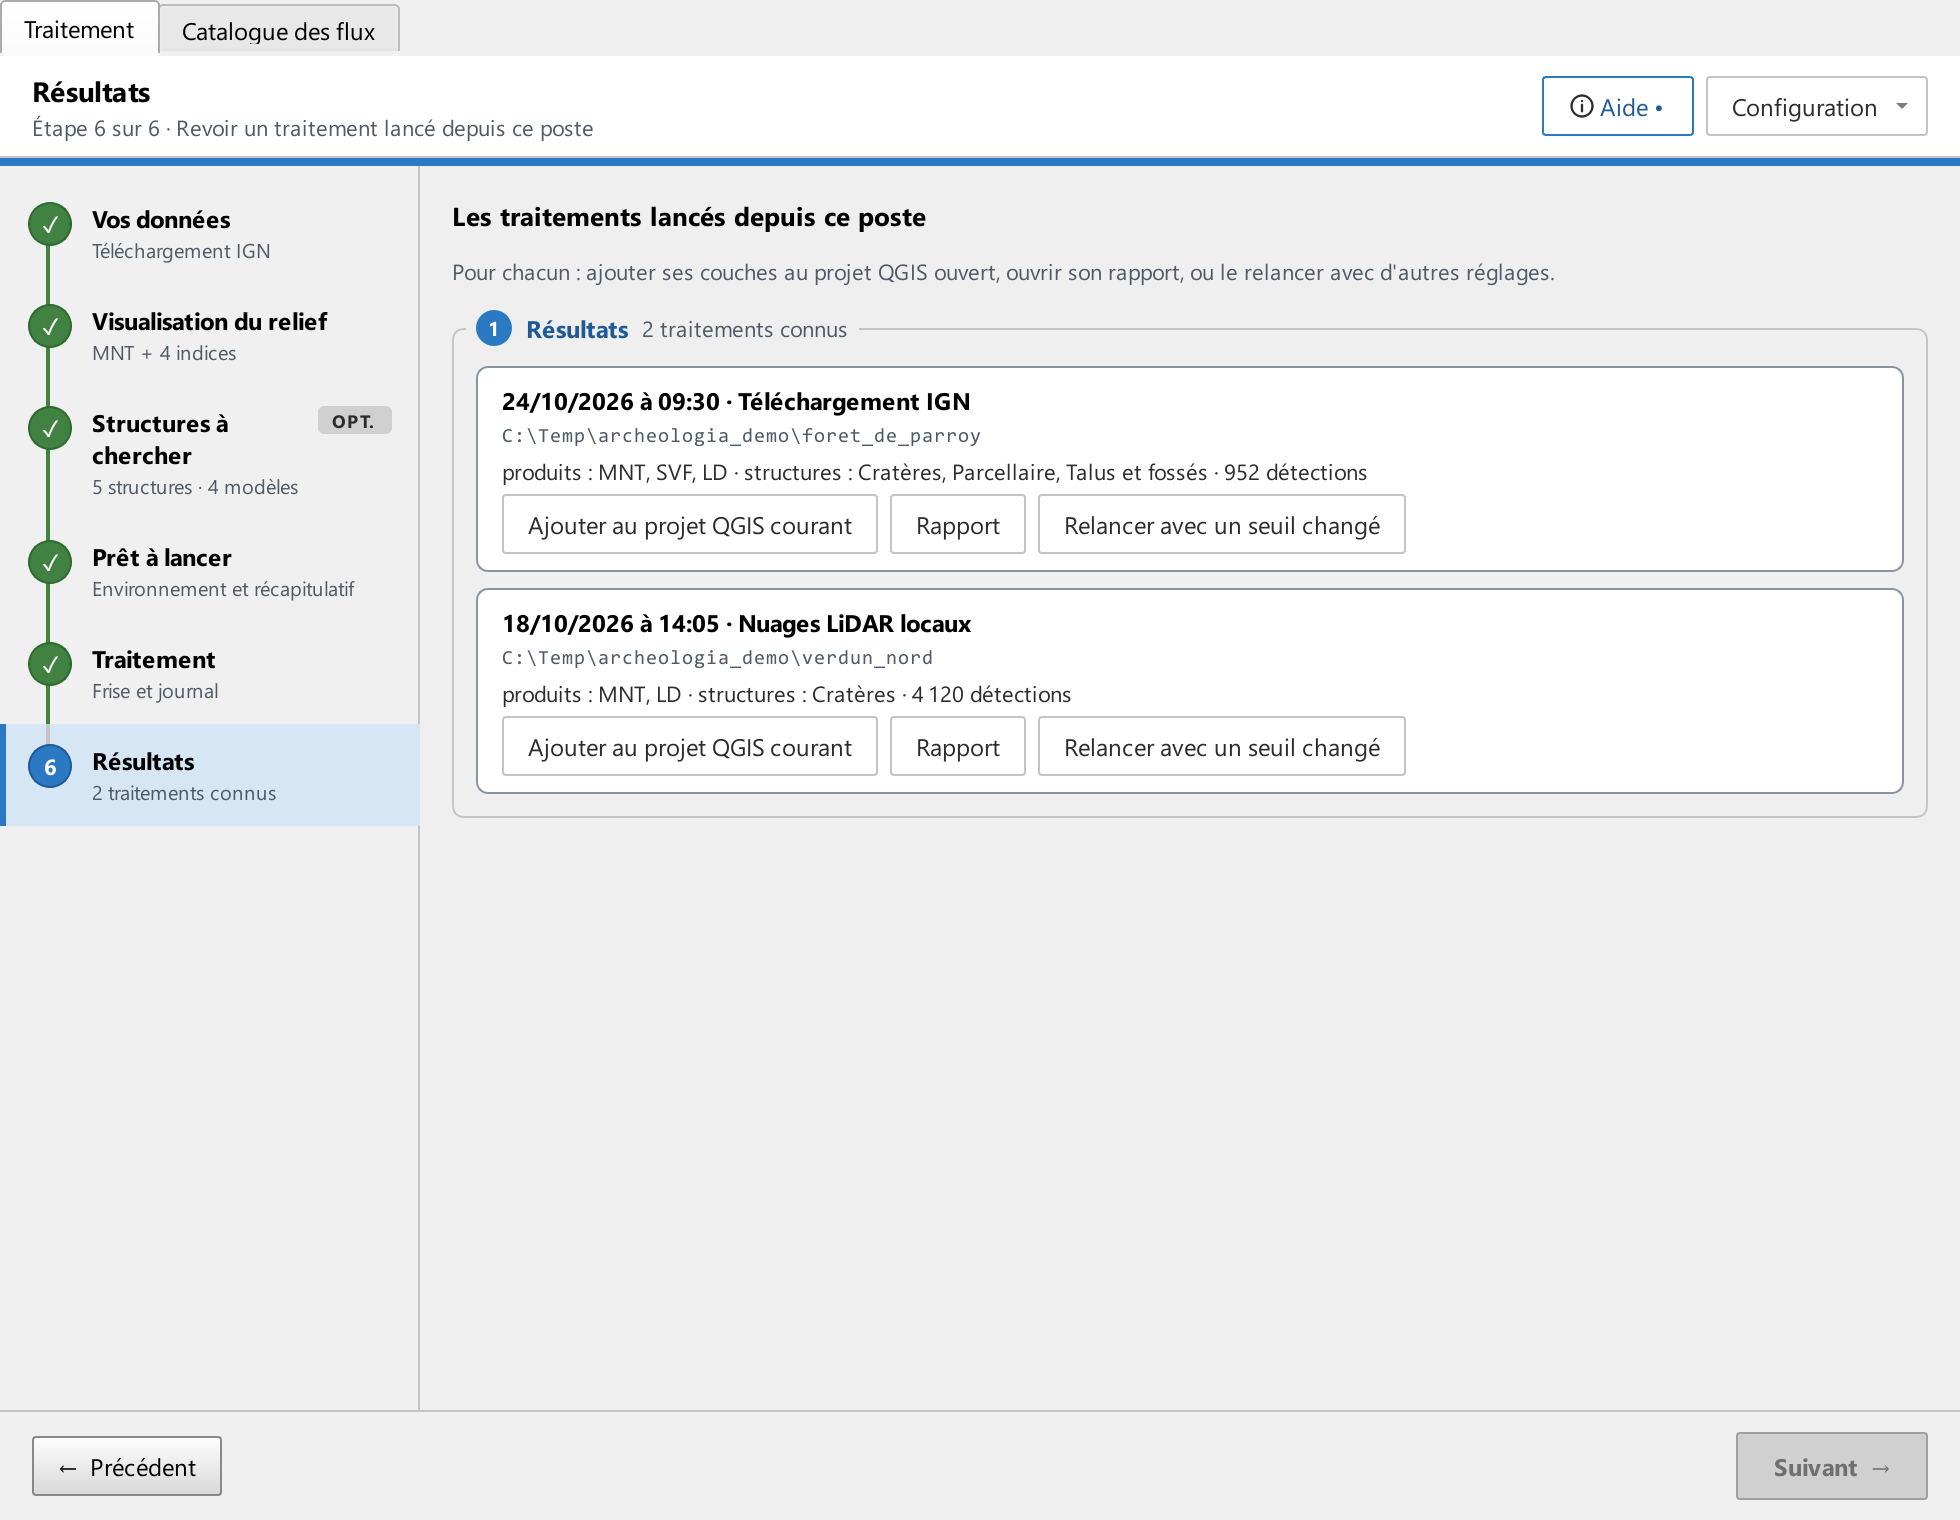 Traitement
Catalogue des flux
Résultats
Étape 6 sur 6 · Revoir un traitement lancé depuis ce poste
Aide •
Configuration
Vos données
Téléchargement IGN
Visualisation du relief
MNT + 4 indices
Structures à
chercher
OPT.
5 structures · 4 modèles
Prêt à lancer
Environnement et récapitulatif
Traitement
Frise et journal
6
Résultats
2 traitements connus
Les traitements lancés depuis ce poste
Pour chacun : ajouter ses couches au projet QGIS ouvert, ouvrir son rapport, ou le relancer avec d'autres réglages.
1 Résultats 2 traitements connus
24/10/2026 à 09:30 · Téléchargement IGN
C:\Temp\archeologia_demo\foret_de_parroy
produits : MNT, SVF, LD · structures : Cratères, Parcellaire, Talus et fossés · 952 détections
Ajouter au projet QGIS courant
Rapport
Relancer avec un seuil changé
18/10/2026 à 14:05 · Nuages LiDAR locaux
C:\Temp\archeologia_demo\verdun_nord
produits : MNT, LD · structures : Cratères · 4 120 détections
Ajouter au projet QGIS courant
Rapport
Relancer avec un seuil changé
← Précédent
Suivant →